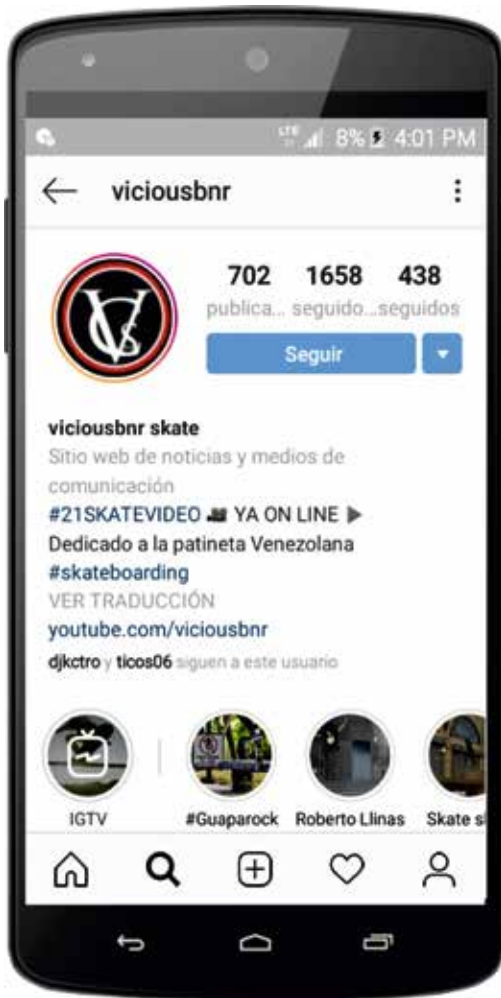 LTE 8% 4:01 PM
viciousbnr
702 1658 438
publica... seguido... seguidos
Seguir
VCS
viciousbnr skate
Sitio web de noticias y medios de
comunicación
#21SKATEVIDEO YA ON LINE
Dedicado a la patineta Venezolana
#skateboarding
VER TRADUCCIÓN
youtube.com/viciousbnr
djkctro y ticos06 siguen a este usuario
IGTV #Guaparock Roberto Llinas Skate s